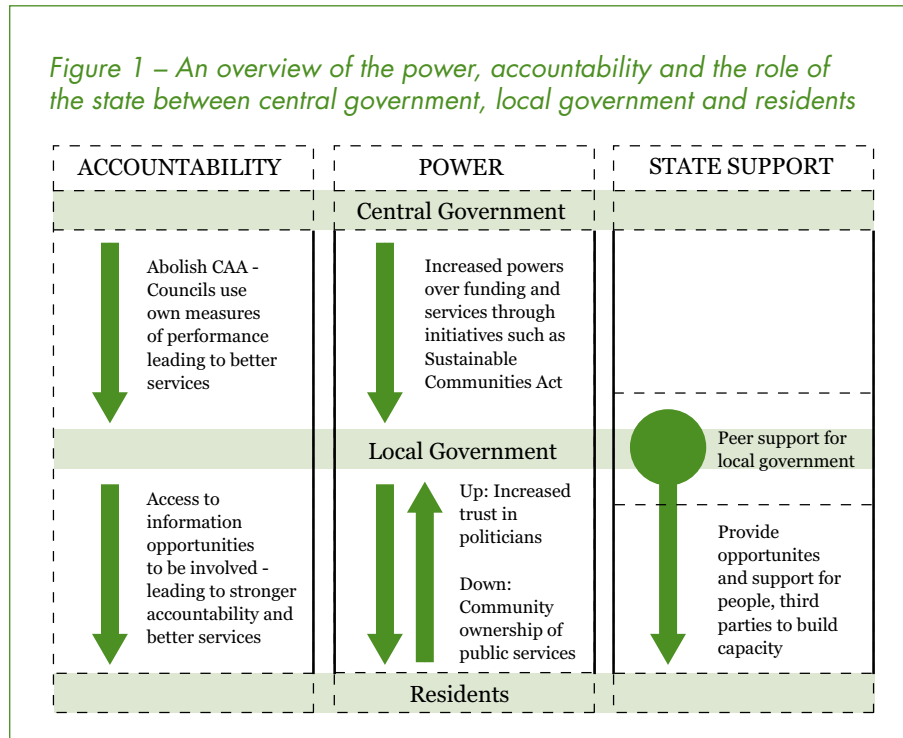 Figure 1 – An overview of the power, accountability and the role of
the state between central government, local government and residents
ACCOUNTABILITY
POWER
STATE SUPPORT
Central Government
Abolish CAA -
Councils use
own measures
of performance
leading to better
services
Increased powers
over funding and
services through
initiatives such as
Sustainable
Communities Act
Local Government
Peer support for
local government
Access to
information
opportunities
to be involved -
leading to stronger
accountability and
better services
Up: Increased
trust in
politicians
Down:
Community
ownership of
public services
Provide
opportunites
and support for
people, third
parties to build
capacity
Residents